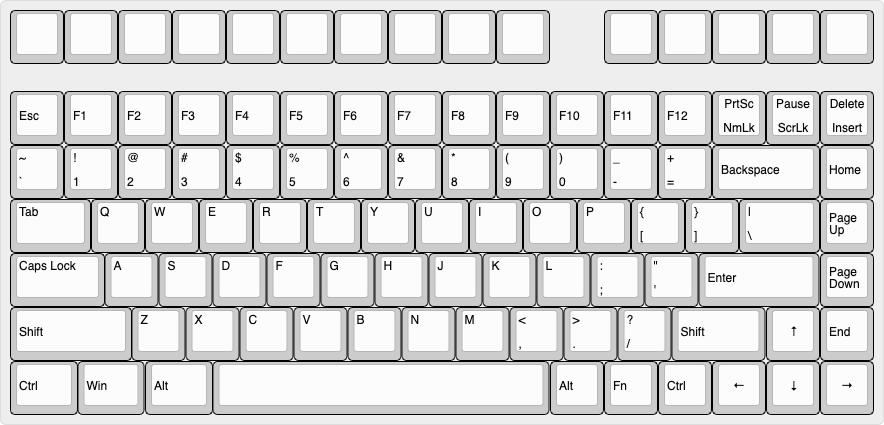 Esc F1 F2 F3 F4 F5 F6 F7 F8 F9 F10 F11 F12 PrtSc Pause Delete
NmLk ScrLk Insert
~ ! @ # $ % ^ & * ( ) _ + Backspace Home
` 1 2 3 4 5 6 7 8 9 0 - =
Tab Q W E R T Y U I O P { } | Page
[ ] \ Up
Caps Lock A S D F G H J K L : " Enter Page
; ' Down
Shift Z X C V B N M < > ? Shift ↑ End
, . /
Ctrl Win Alt Alt Fn Ctrl ← ↓ →